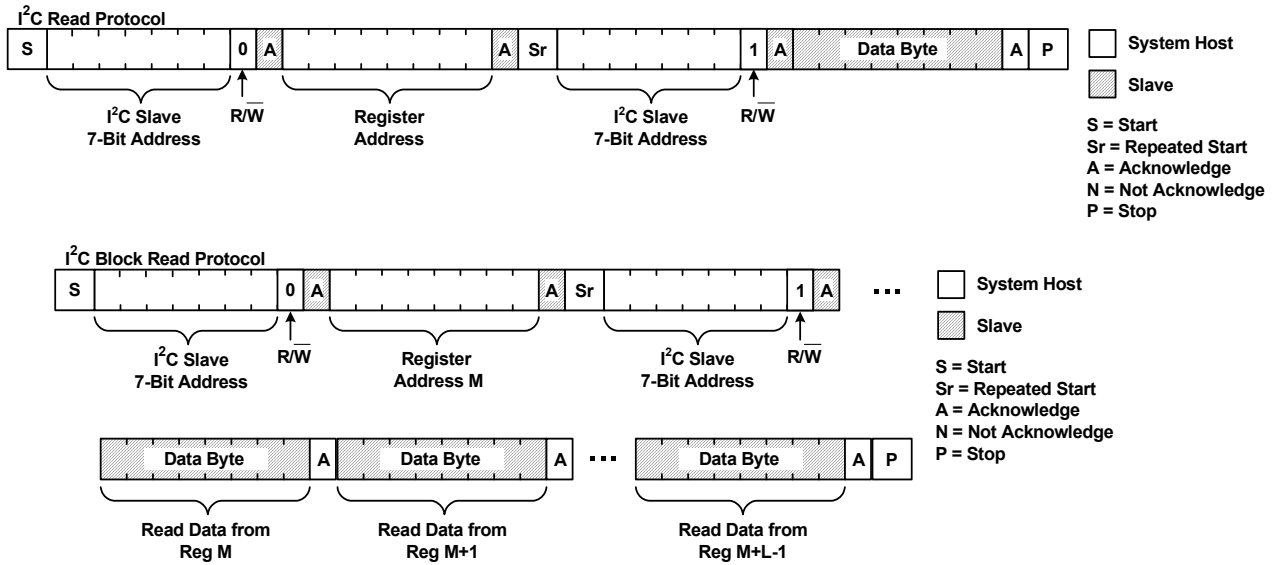 I²C Read Protocol
S 0 A A Sr 1 A Data Byte A P
System Host
Slave
I²C Slave
7-Bit Address
R/W̅
Register
Address
I²C Slave
7-Bit Address
R/W̅
S = Start
Sr = Repeated Start
A = Acknowledge
N = Not Acknowledge
P = Stop
I²C Block Read Protocol
S 0 A A Sr 1 A ...
System Host
Slave
I²C Slave
7-Bit Address
R/W̅
Register
Address M
I²C Slave
7-Bit Address
R/W̅
S = Start
Sr = Repeated Start
A = Acknowledge
N = Not Acknowledge
P = Stop
Data Byte A Data Byte A ... Data Byte A P
Read Data from
Reg M
Read Data from
Reg M+1
Read Data from
Reg M+L-1